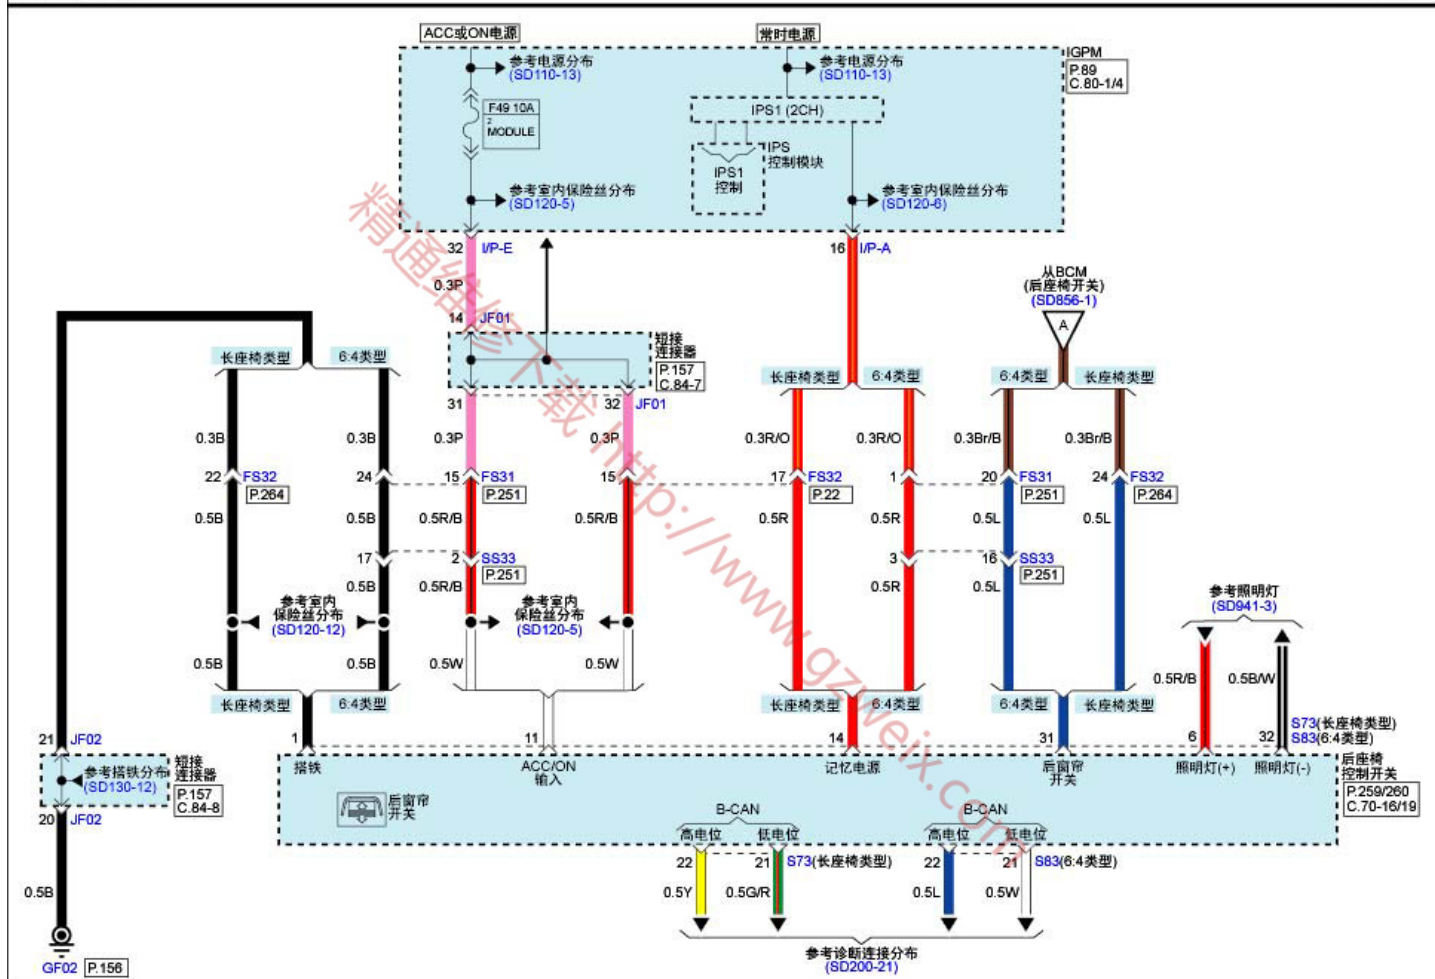 ACC或ON电源
常时电源
IGPM
P.89
C.80-1/4
参考电源分布
(SD110-13)
参考电源分布
(SD110-13)
F49 10A
2
MODULE
IPS1 (2CH)
IPS
控制模块
IPS1
控制
参考室内保险丝分布
(SD120-5)
参考室内保险丝分布
(SD120-6)
32 I/P-E
16 I/P-A
0.3P
14 JF01
从BCM
(后座椅开关)
(SD856-1)
A
短接
连接器
P.157
C.84-7
长座椅类型
6:4类型
长座椅类型
6:4类型
6:4类型
长座椅类型
31
32 JF01
0.3B
0.3B
0.3P
0.3P
0.3R/O
0.3R/O
0.3Br/B
0.3Br/B
22 FS32
P.264
24
15 FS31
P.251
15
17 FS32
P.22
1
20 FS31
P.251
24 FS32
P.264
0.5B
0.5B
0.5R/B
0.5R/B
0.5R
0.5R
0.5L
0.5L
17
2 SS33
P.251
3
16 SS33
P.251
0.5B
0.5R/B
0.5R
0.5L
参考室内
保险丝分布
(SD120-12)
参考室内
保险丝分布
(SD120-5)
参考照明灯
(SD941-3)
0.5B
0.5B
0.5W
0.5W
0.5R/B
0.5B/W
长座椅类型
6:4类型
长座椅类型
6:4类型
6:4类型
长座椅类型
21 JF02
1
11
14
31
6
32
S73(长座椅类型)
S83(6:4类型)
参考搭铁分布
(SD130-12)
短接
连接器
P.157
C.84-8
20 JF02
搭铁
ACC/ON
输入
记忆电源
后窗帘
开关
照明灯(+)
照明灯(-)
后座椅
控制开关
P.259/260
C.70-16/19
后窗帘
开关
B-CAN
高电位
低电位
B-CAN
高电位
低电位
22
21 S73(长座椅类型)
22
21 S83(6:4类型)
0.5B
0.5Y
0.5G/R
0.5L
0.5W
参考诊断连接分布
(SD200-21)
GF02 P.156
精通维修下载 http://www.gzweix.com